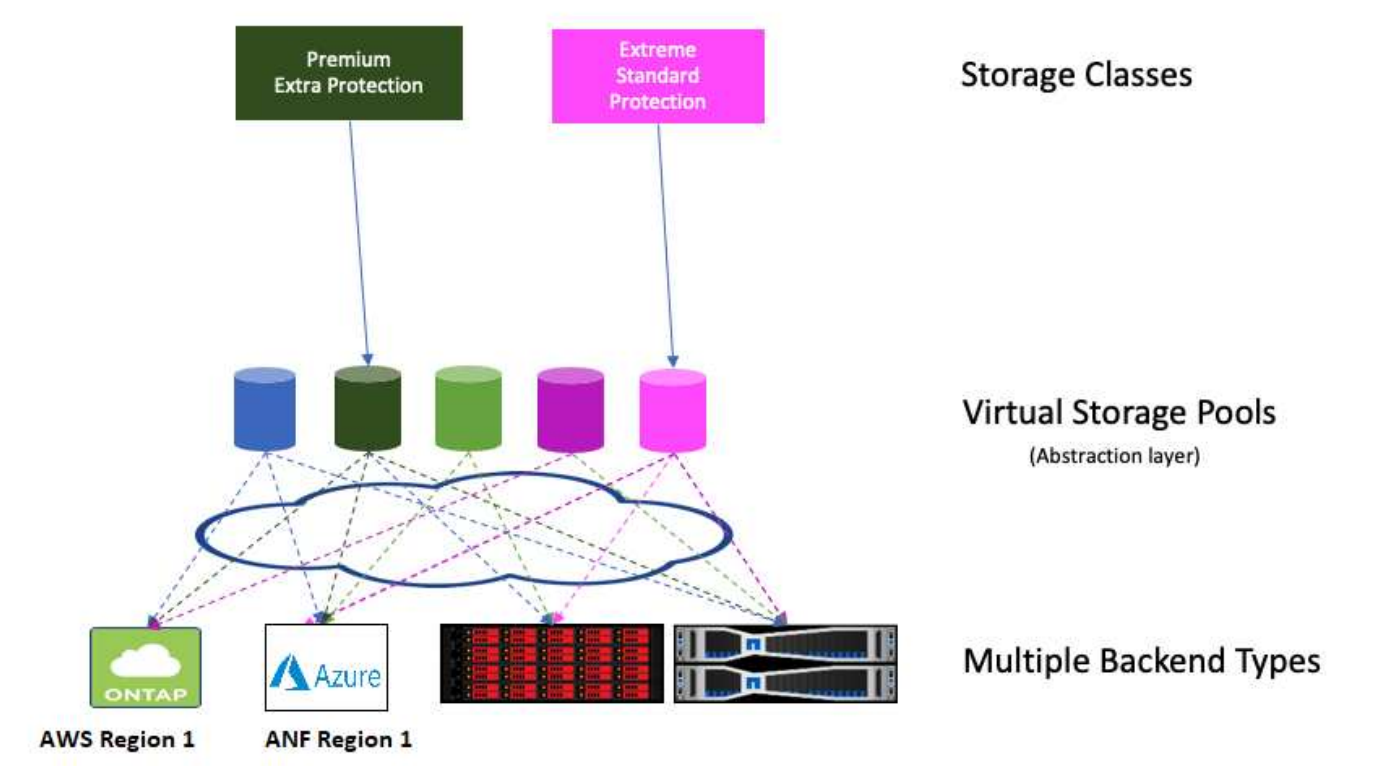 Premium
Extra Protection
Extreme
Standard
Protection
Storage Classes
Virtual Storage Pools
(Abstraction layer)
ONTAP
Azure
Multiple Backend Types
AWS Region 1
ANF Region 1